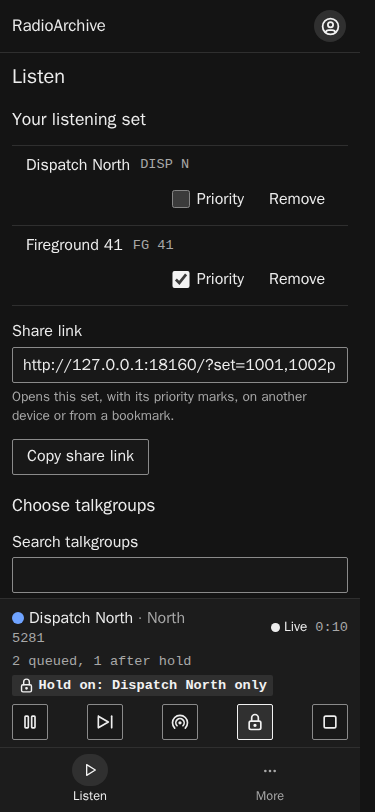 RadioArchive
Listen
Your listening set
Dispatch North DISP N
Priority Remove
Fireground 41 FG 41
Priority Remove
Share link
http://127.0.0.1:18160/?set=1001,1002p
Opens this set, with its priority marks, on another
device or from a bookmark.
Copy share link
Choose talkgroups
Search talkgroups
Dispatch North · North
5281
Live 0:10
2 queued, 1 after hold
Hold on: Dispatch North only
Listen More